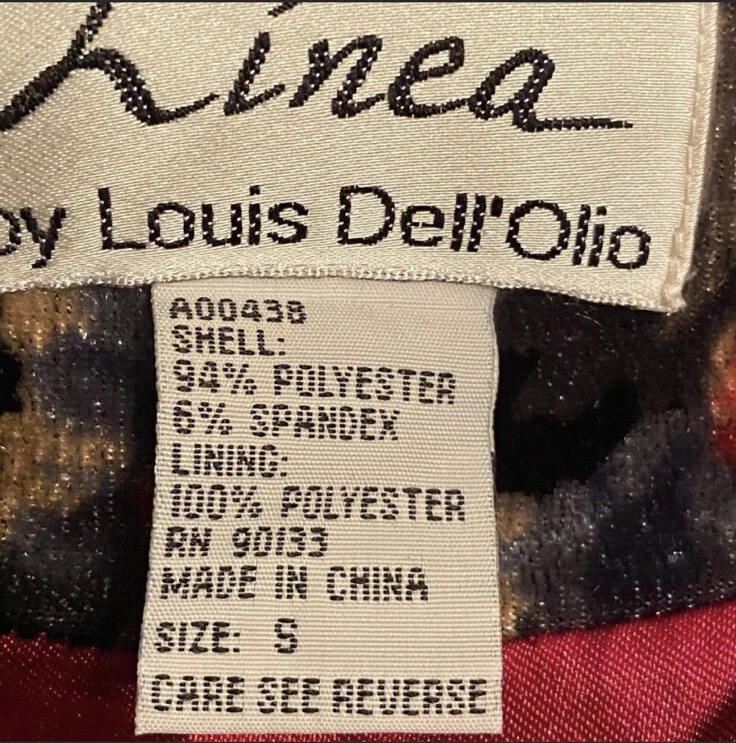 Linea
by Louis Dell'Olio
A00438
SHELL:
94% POLYESTER
6% SPANDEX
LINING:
100% POLYESTER
RN 90133
MADE IN CHINA
SIZE: S
CARE SEE REVERSE